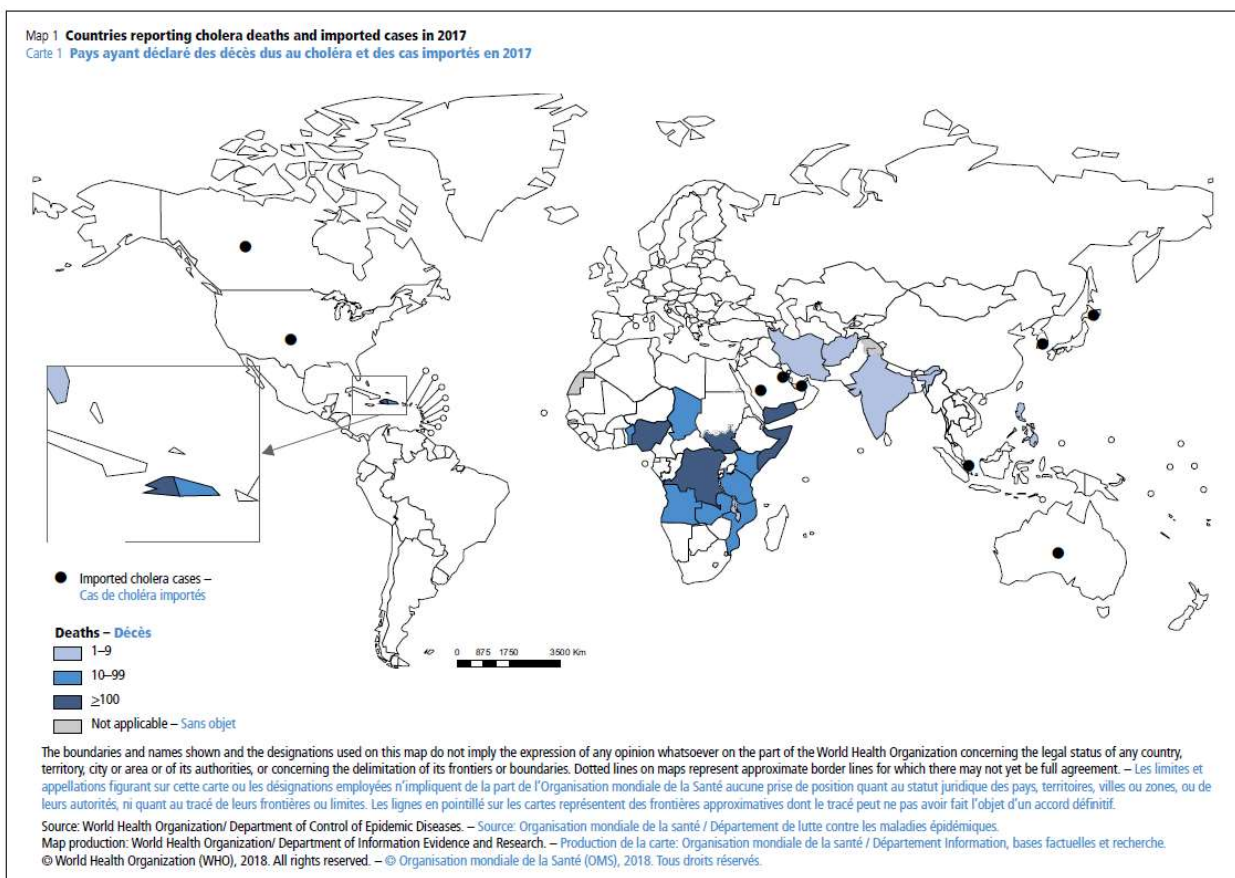 Map 1 Countries reporting cholera deaths and imported cases in 2017
Carte 1 Pays ayant déclaré des décès dus au choléra et des cas importés en 2017
Imported cholera cases –
Cas de choléra importés
Deaths – Décès
1–9
10–99
≥100
Not applicable – Sans objet
0 875 1750 3500 Km
The boundaries and names shown and the designations used on this map do not imply the expression of any opinion whatsoever on the part of the World Health Organization concerning the legal status of any country,
territory, city or area or of its authorities, or concerning the delimitation of its frontiers or boundaries. Dotted lines on maps represent approximate border lines for which there may not yet be full agreement. – Les limites et
appellations figurant sur cette carte ou les désignations employées n’impliquent de la part de l’Organisation mondiale de la Santé aucune prise de position quant au statut juridique des pays, territoires, villes ou zones, ou de
leurs autorités, ni quant au tracé de leurs frontières ou limites. Les lignes en pointillé sur les cartes représentent des frontières approximatives dont le tracé peut ne pas avoir fait l’objet d’un accord définitif.
Source: World Health Organization/ Department of Control of Epidemic Diseases. – Source: Organisation mondiale de la santé / Département de lutte contre les maladies épidémiques.
Map production: World Health Organization/ Department of Information Evidence and Research. – Production de la carte: Organisation mondiale de la santé / Département Information, bases factuelles et recherche.
© World Health Organization (WHO), 2018. All rights reserved. – © Organisation mondiale de la Santé (OMS), 2018. Tous droits réservés.